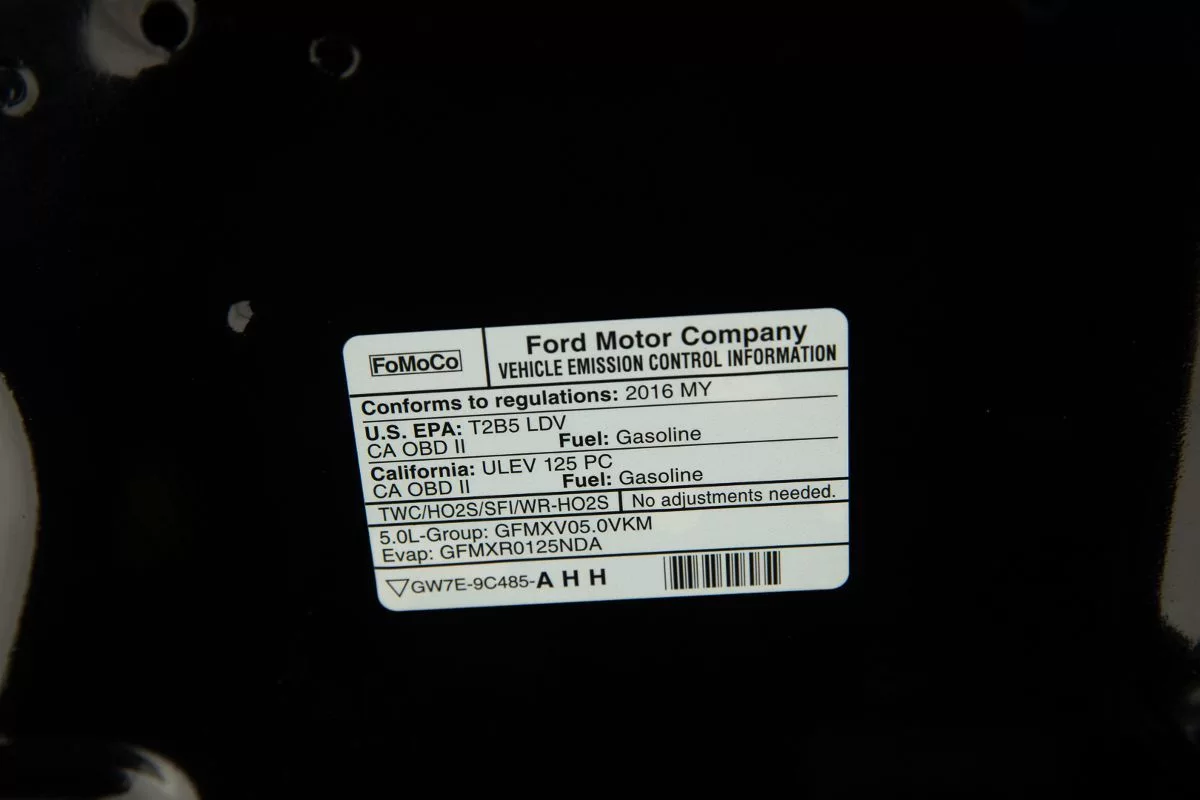 FoMoCo
Ford Motor Company
VEHICLE EMISSION CONTROL INFORMATION
Conforms to regulations: 2016 MY
U.S. EPA: T2B5 LDV
CA OBD II Fuel: Gasoline
California: ULEV 125 PC
CA OBD II Fuel: Gasoline
TWC/HO2S/SFI/WR-HO2S No adjustments needed.
5.0L-Group: GFMXV05.0VKM
Evap: GFMXR0125NDA
▽GW7E-9C485-A H H